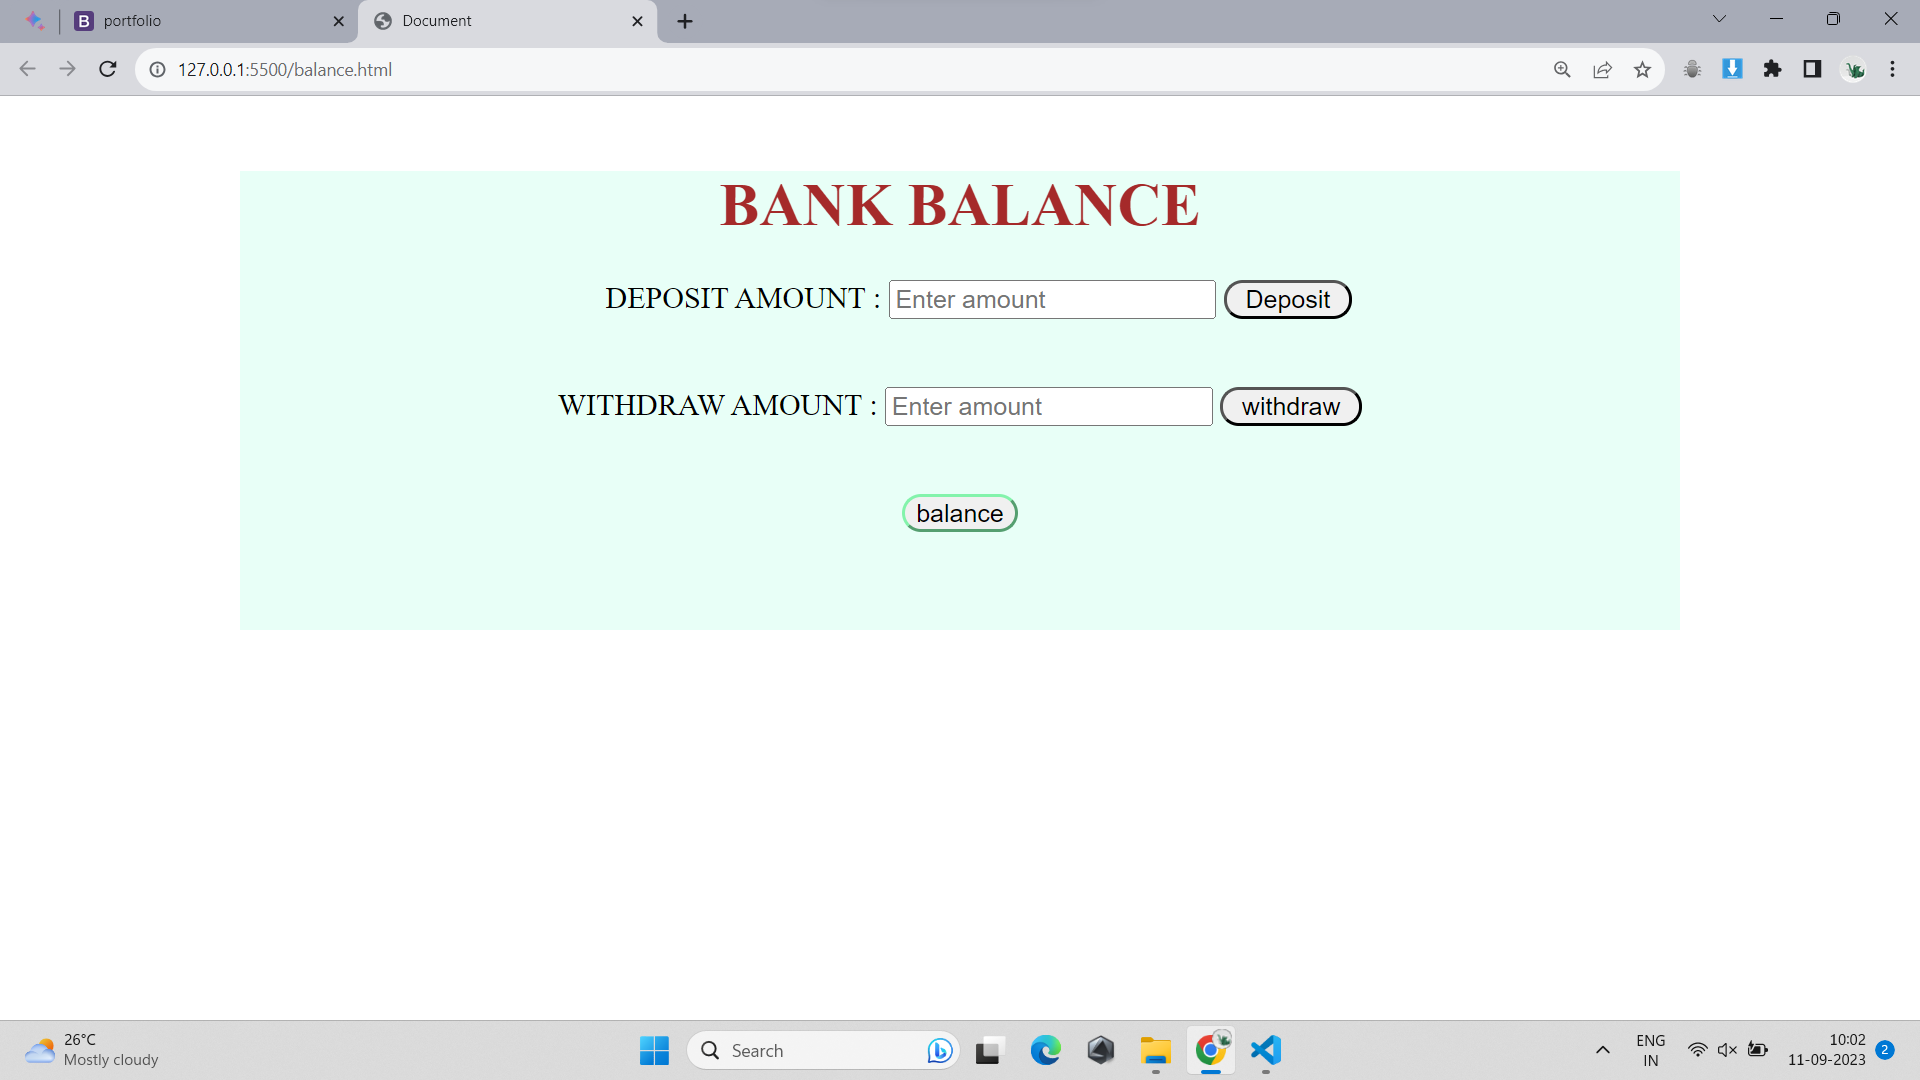 portfolio
Document
127.0.0.1:5500/balance.html
BANK BALANCE
DEPOSIT AMOUNT : Enter amount Deposit
WITHDRAW AMOUNT : Enter amount withdraw
balance
26°C
Mostly cloudy
Search
ENG
IN
10:02
11-09-2023
2